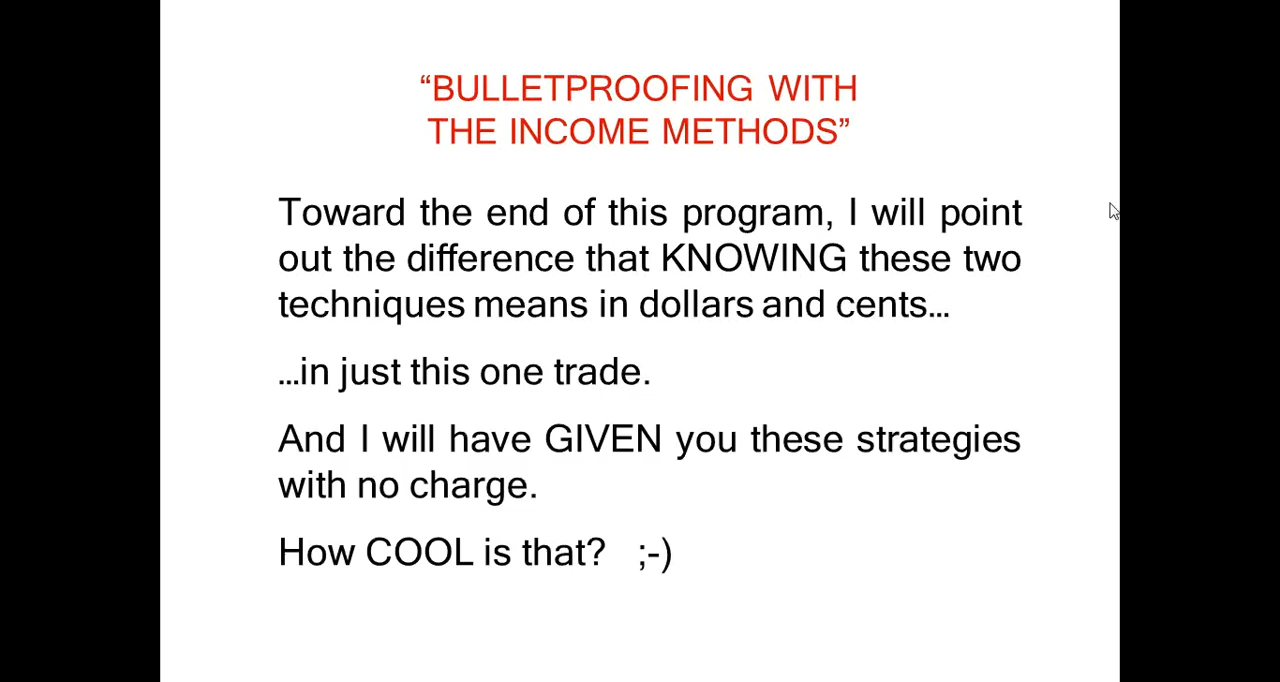 “BULLETPROOFING WITH
THE INCOME METHODS”
Toward the end of this program, I will point
out the difference that KNOWING these two
techniques means in dollars and cents...
...in just this one trade.
And I will have GIVEN you these strategies
with no charge.
How COOL is that? ;-)